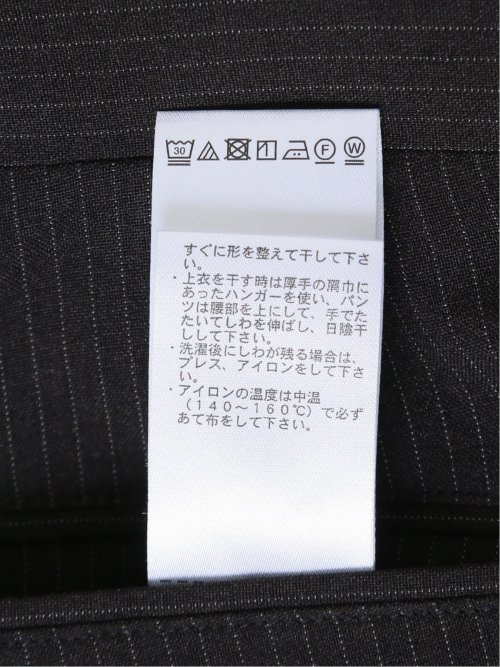 30 F W
すぐに形を整えて干して下さ
い。
・上衣を干す時は厚手の肩巾に
あったハンガーを使い、パン
ツは腰部を上にして、手でた
たいてしわを伸ばし、日陰干
しして下さい。
・洗濯後にしわが残る場合は、
プレス、アイロンをして下さ
い。
・アイロンの温度は中温
(140~160℃)で必ず
あて布をして下さい。